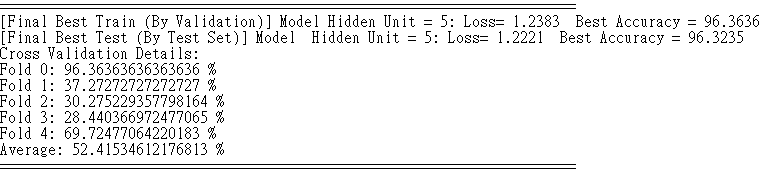 [Final Best Train (By Validation)] Model Hidden Unit = 5: Loss= 1.2383  Best Accuracy = 96.3636
[Final Best Test (By Test Set)] Model  Hidden Unit = 5: Loss= 1.2221  Best Accuracy = 96.3235
Cross Validation Details:
Fold 0: 96.36363636363636 %
Fold 1: 37.27272727272727 %
Fold 2: 30.275229357798164 %
Fold 3: 28.440366972477065 %
Fold 4: 69.72477064220183 %
Average: 52.41534612176813 %